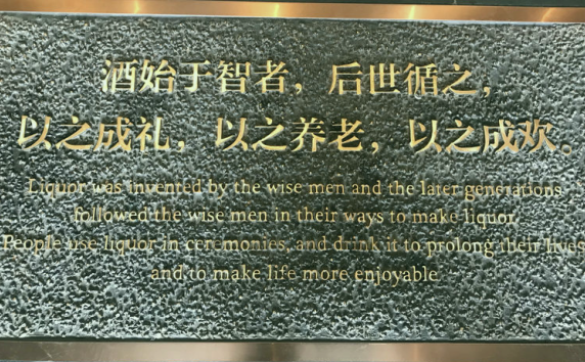 酒始于智者，后世循之，
以之成礼，以之养老，以之成欢。
Liquor was invented by the wise men and the later generations
followed the wise men in their ways to make liquor.
People use liquor in ceremonies, and drink it to prolong their lives
and to make life more enjoyable.